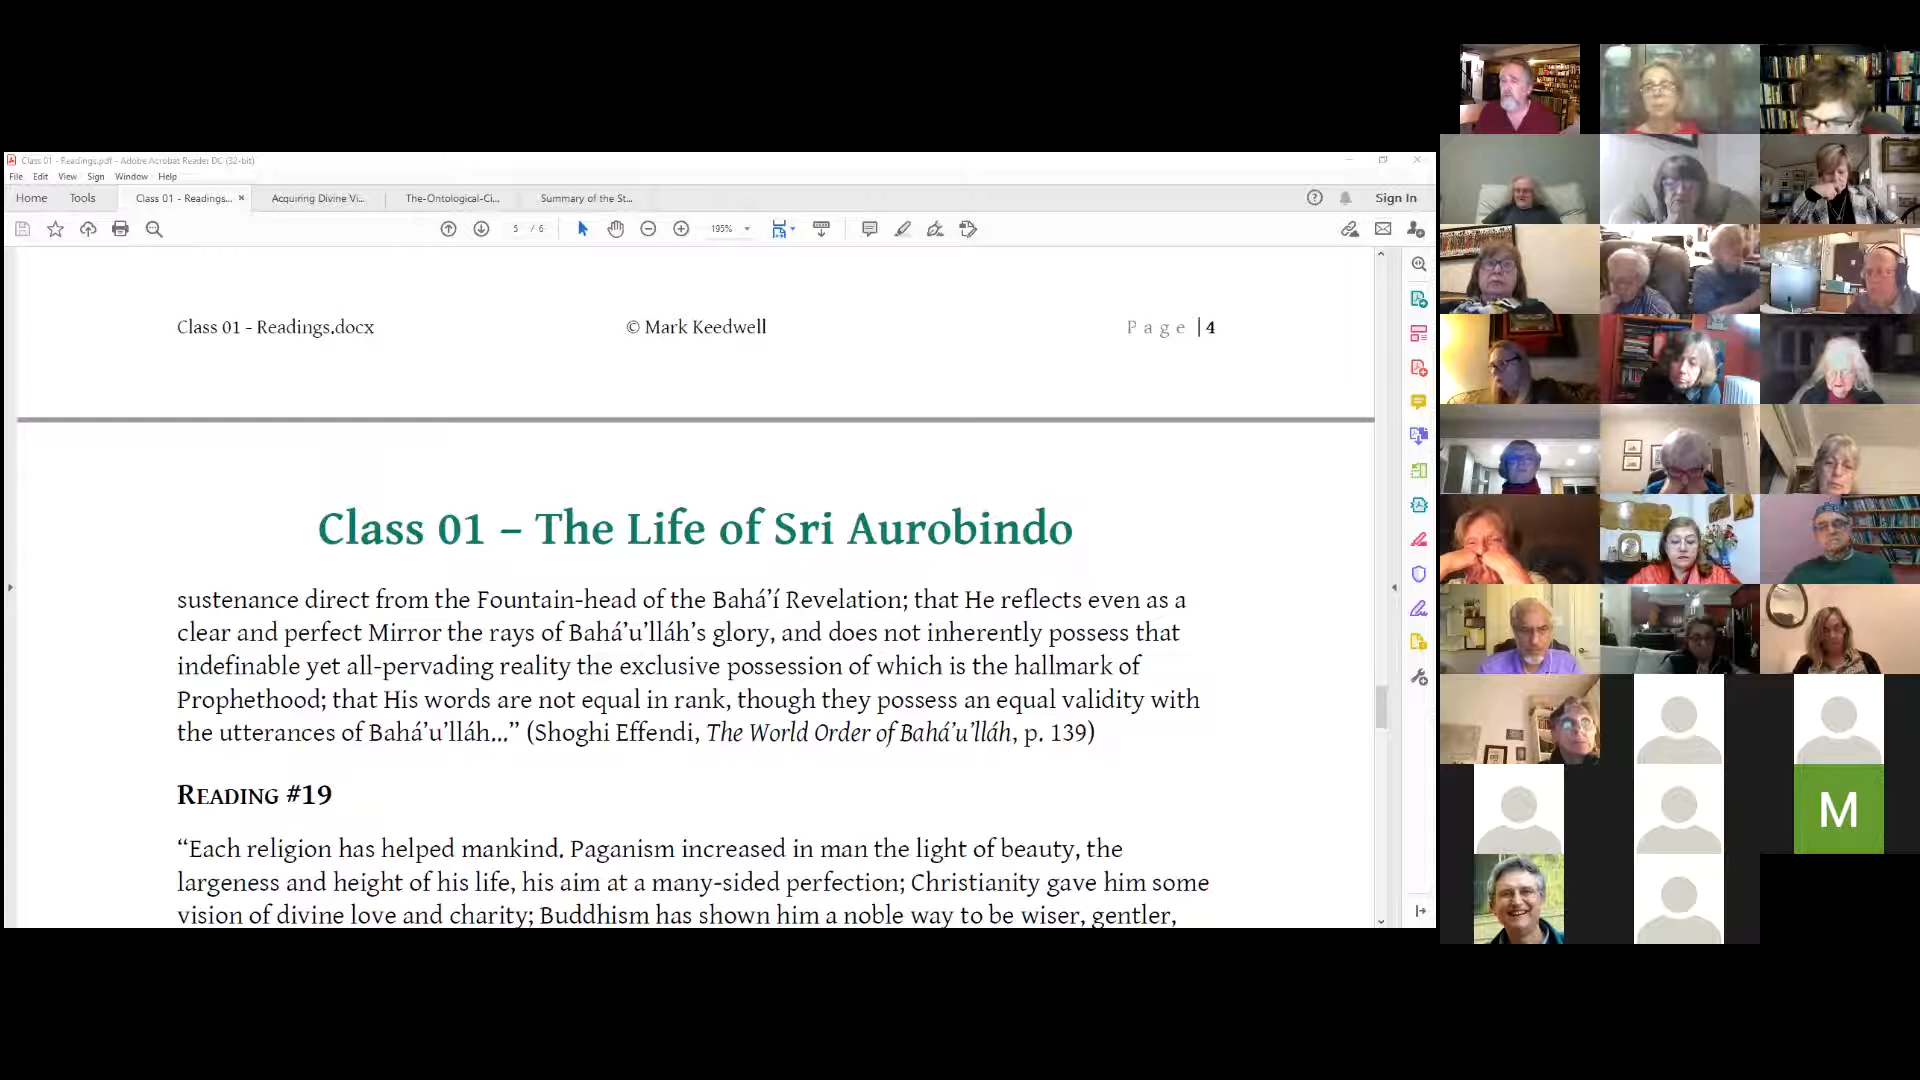 Class 01 - Readings.pdf - Adobe Acrobat Reader DC (32-bit)
File Edit View Sign Window Help
Home Tools Class 01 - Readings... × Acquiring Divine Vi... The-Ontological-Ci... Summary of the St... Sign In
5 / 6 195%
Class 01 - Readings.docx © Mark Keedwell Page | 4
Class 01 – The Life of Sri Aurobindo
sustenance direct from the Fountain-head of the Bahá’í Revelation; that He reflects even as a
clear and perfect Mirror the rays of Bahá’u’lláh’s glory, and does not inherently possess that
indefinable yet all-pervading reality the exclusive possession of which is the hallmark of
Prophethood; that His words are not equal in rank, though they possess an equal validity with
the utterances of Bahá’u’lláh...” (Shoghi Effendi, The World Order of Bahá’u’lláh, p. 139)
READING #19
“Each religion has helped mankind. Paganism increased in man the light of beauty, the
largeness and height of his life, his aim at a many-sided perfection; Christianity gave him some
vision of divine love and charity; Buddhism has shown him a noble way to be wiser, gentler,
M